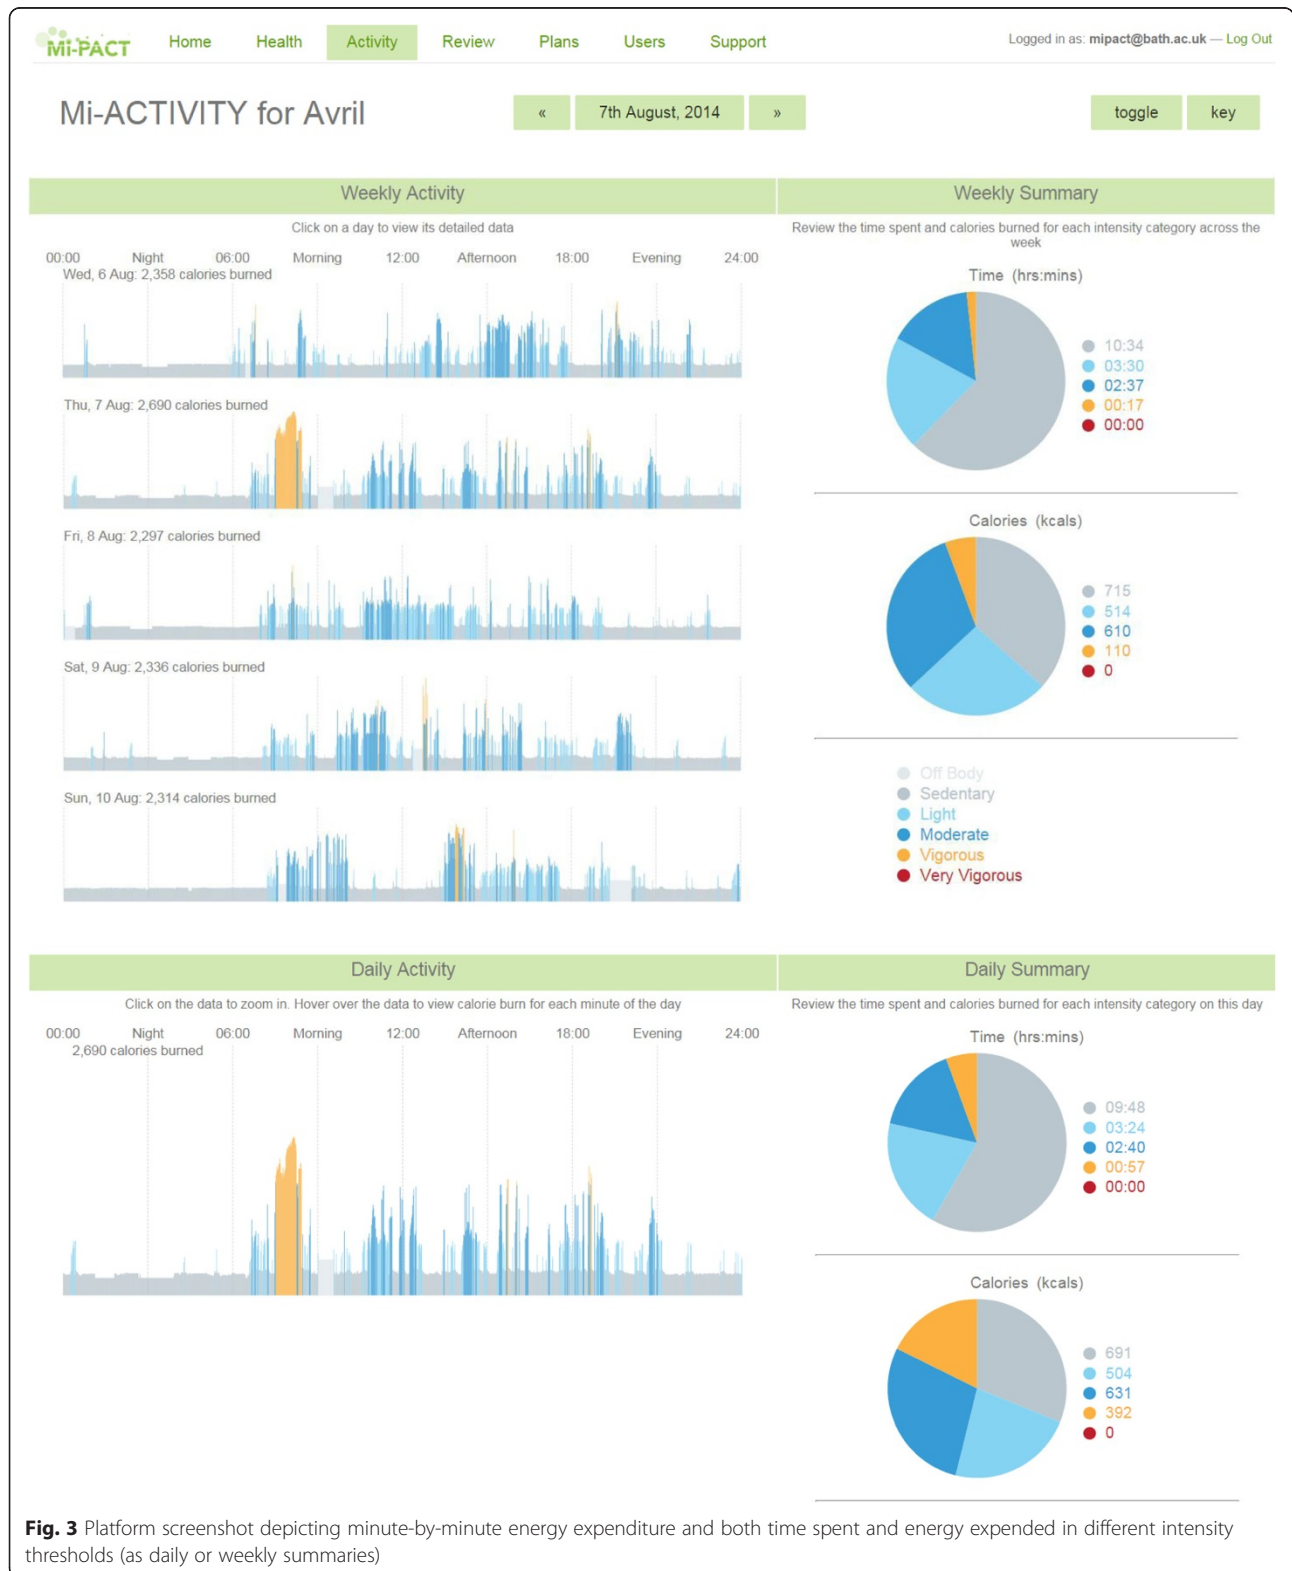 Mi-PACT Home Health Activity Review Plans Users Support Logged in as: mipact@bath.ac.uk — Log Out
Mi-ACTIVITY for Avril « 7th August, 2014 » toggle key
Weekly Activity
Click on a day to view its detailed data
00:00 Night 06:00 Morning 12:00 Afternoon 18:00 Evening 24:00
Wed, 6 Aug: 2,358 calories burned
Thu, 7 Aug: 2,690 calories burned
Fri, 8 Aug: 2,297 calories burned
Sat, 9 Aug: 2,336 calories burned
Sun, 10 Aug: 2,314 calories burned
Weekly Summary
Review the time spent and calories burned for each intensity category across the
week
Time (hrs:mins)
10:34
03:30
02:37
00:17
00:00
Calories (kcals)
715
514
610
110
0
Off Body
Sedentary
Light
Moderate
Vigorous
Very Vigorous
Daily Activity
Click on the data to zoom in. Hover over the data to view calorie burn for each minute of the day
00:00 Night 06:00 Morning 12:00 Afternoon 18:00 Evening 24:00
2,690 calories burned
Daily Summary
Review the time spent and calories burned for each intensity category on this day
Time (hrs:mins)
09:48
03:24
02:40
00:57
00:00
Calories (kcals)
691
504
631
392
0
Fig. 3 Platform screenshot depicting minute-by-minute energy expenditure and both time spent and energy expended in different intensity
thresholds (as daily or weekly summaries)